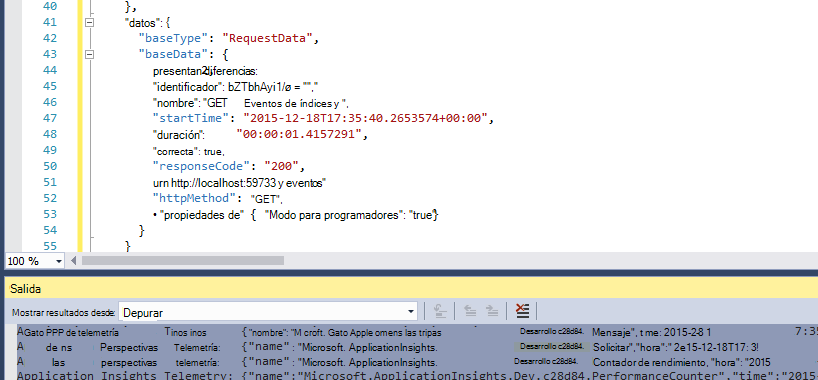 40 },
41 "datos": {
42 "baseType": "RequestData",
43 "baseData": {
44 presentan 2, diferencias:
45 "identificador": bZTbhAyi1/ø = "","
46 "nombre": "GET Eventos de índices y ",
47 "startTime": "2015-12-18T17:35:40.2653574+00:00",
48 "duración": "00:00:01.4157291",
49 "correcta": true,
50 "responseCode": "200",
51 urn http://localhost:59733 y eventos"
52 "httpMethod": "GET",
53 • "propiedades de" { "Modo para programadores": "true"}
54 }
55 }
100 %
Salida
Mostrar resultados desde: Depurar
AGato PPP de telemetría Tinos inos {"nombre": "M croft. Gato Apple omens las tripas Desarrollo c28d84. Mensaje", t me: 2015-28 1 7:35
A de ns Perspectivas Telemetría: {"name" "Microsoft. ApplicationInsights. Desarrollo c28d84. Solicitar","hora":" 2e15-12-18T17: 3!
A las perspectivas telemetría: {"name" "Microsoft. ApplicationInsights. Desarrollo c28d84. Contador de rendimiento, "hora": "2015
Application Insights Telemetry: {"name":"Microsoft.ApplicationInsights.Dev.c28d84.PerformanceCounter","time":"2015-